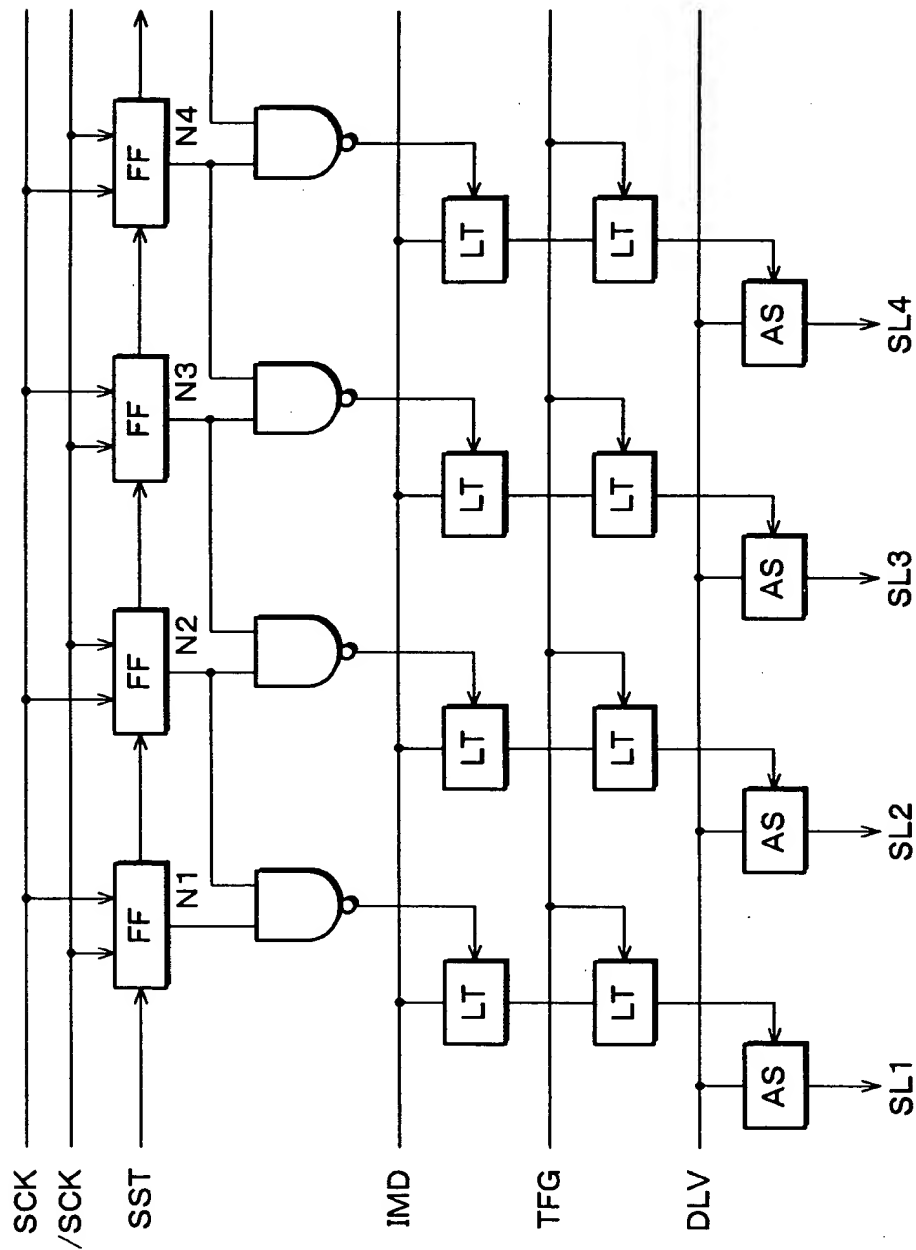 SCK
/SCK
SST FF FF FF FF
N1 N2 N3 N4
IMD
LT LT LT LT
TFG
LT LT LT LT
DLV
AS AS AS AS
SL1 SL2 SL3 SL4